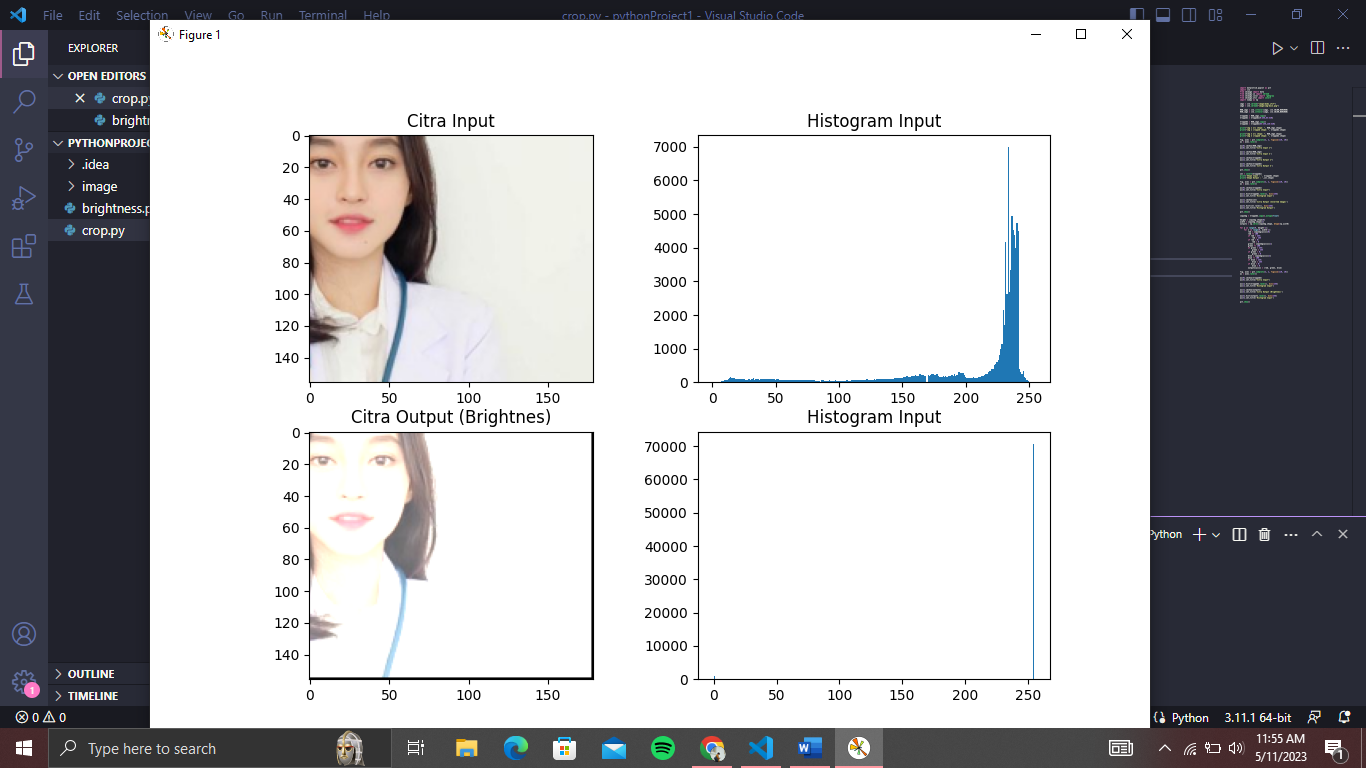 File Edit Selection View Go Run Terminal Help
crop.py - pythonProject1 - Visual Studio Code
Figure 1
EXPLORER
OPEN EDITORS
crop.py
brightn
PYTHONPROJEC
.idea
image
brightness.p
crop.py
OUTLINE
TIMELINE
Citra Input
0
20
40
60
80
100
120
140
0 50 100 150
Histogram Input
7000
6000
5000
4000
3000
2000
1000
0
0 50 100 150 200 250
Citra Output (Brightnes)
0
20
40
60
80
100
120
140
0 50 100 150
Histogram Input
70000
60000
50000
40000
30000
20000
10000
0
0 50 100 150 200 250
Python
1
0 0
Python 3.11.1 64-bit
Type here to search
11:55 AM
5/11/2023
1